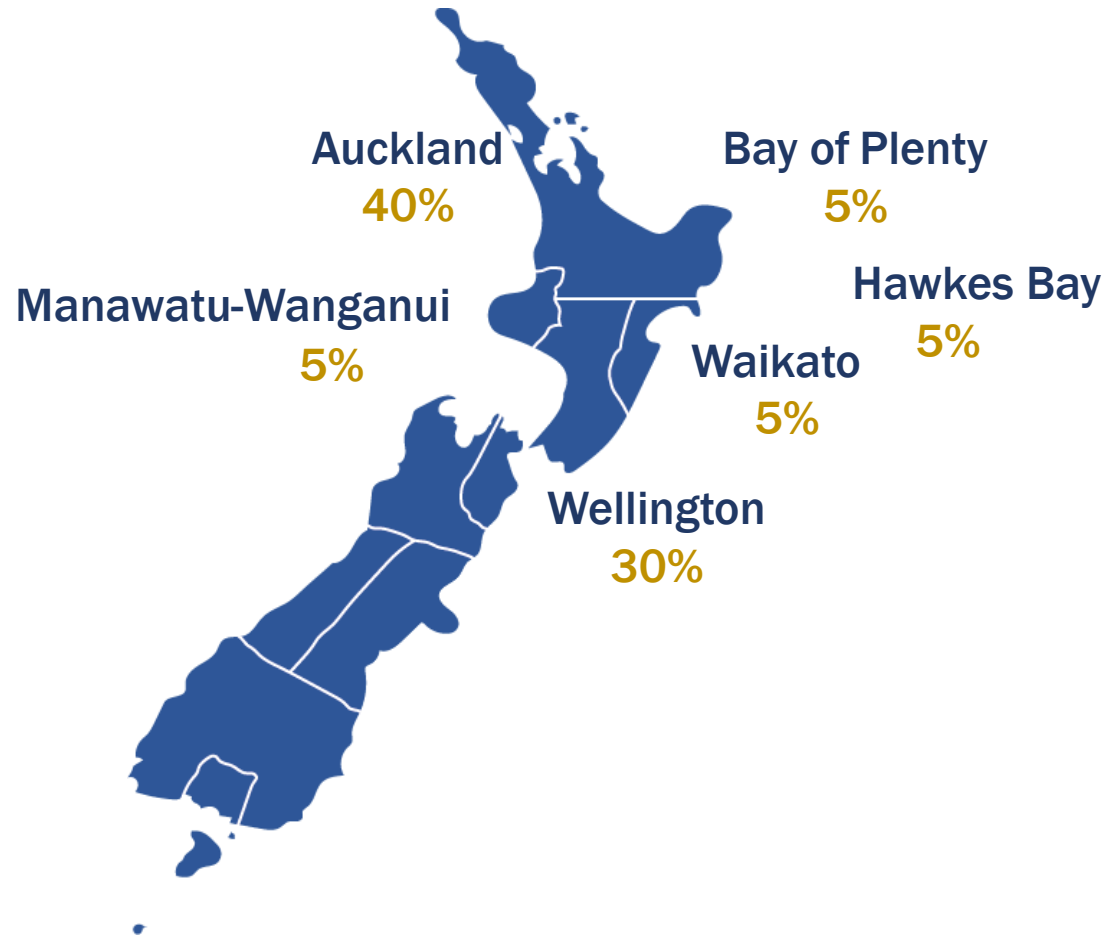 Auckland
40%
Bay of Plenty
5%
Manawatu-Wanganui
5%
Hawkes Bay
5%
Waikato
5%
Wellington
30%